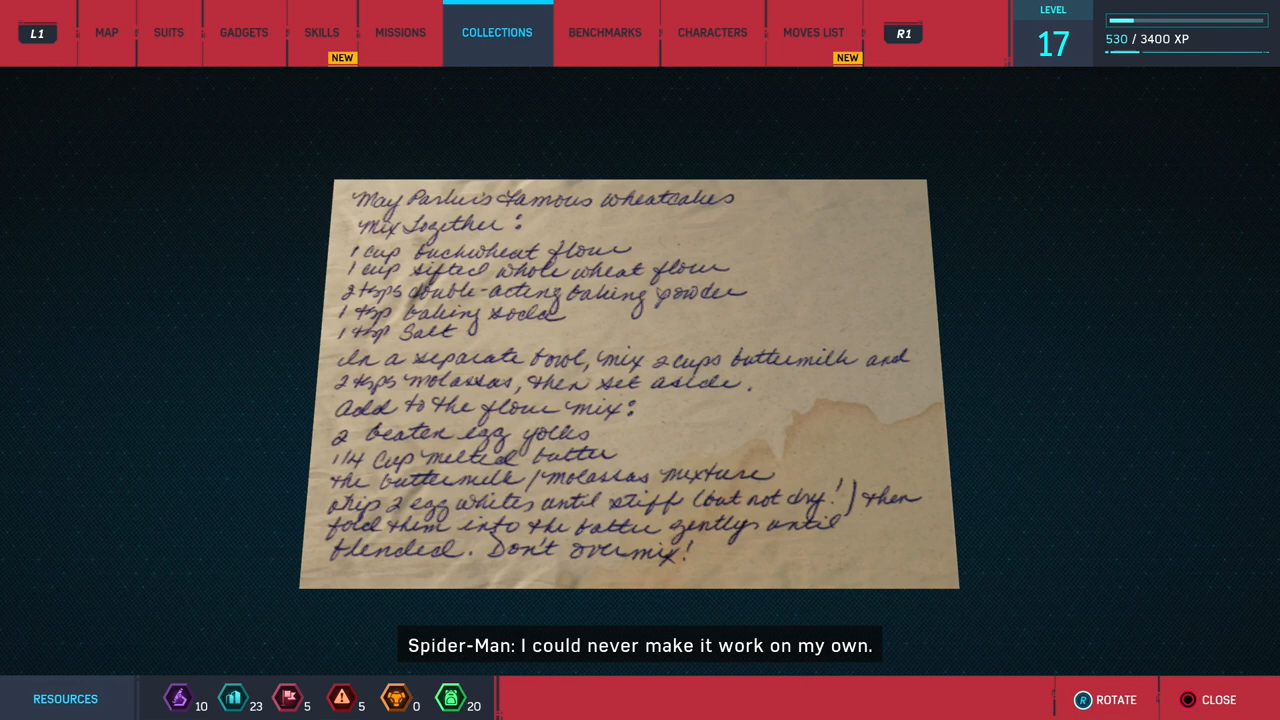 L1 MAP SUITS GADGETS SKILLS MISSIONS COLLECTIONS BENCHMARKS CHARACTERS MOVES LIST R1
NEW NEW
LEVEL
17
530 / 3400 XP
May Parker's Famous Wheatcakes
Mix Together:
1 cup buckwheat flour
1 cup sifted whole wheat flour
2 tsps double-acting baking powder
1 tsp baking soda
1 tsp Salt
In a separate bowl, mix 2 cups buttermilk and
2 tsps molassas, then set aside.
Add to the flour mix:
2 beaten egg yolks
1/4 Cup melted butter
the buttermilk/molassas mixture
whip 2 egg whites until stiff (but not dry!) then
fold them into the batter gently until
blended. Don't overmix!
Spider-Man: I could never make it work on my own.
RESOURCES 10 23 5 5 0 20 R ROTATE CLOSE